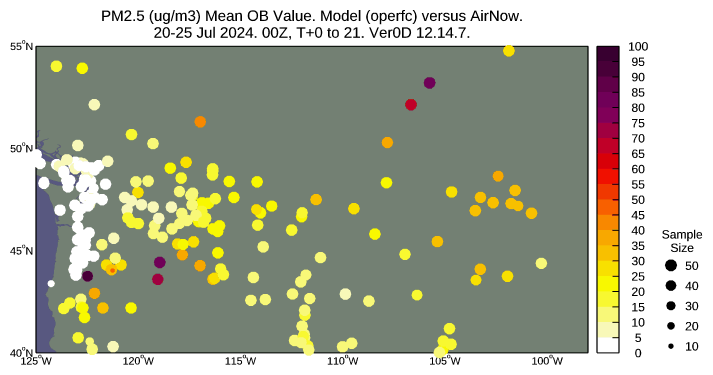 PM2.5 (ug/m3) Mean OB Value. Model (operfc) versus AirNow.
20-25 Jul 2024. 00Z, T+0 to 21. Ver0D 12.14.7.
55°N
50°N
45°N
40°N
125°W
120°W
115°W
110°W
105°W
100°W
100
95
90
85
80
75
70
65
60
55
50
45
40
35
30
25
20
15
10
5
0
Sample
Size
50
40
30
20
10